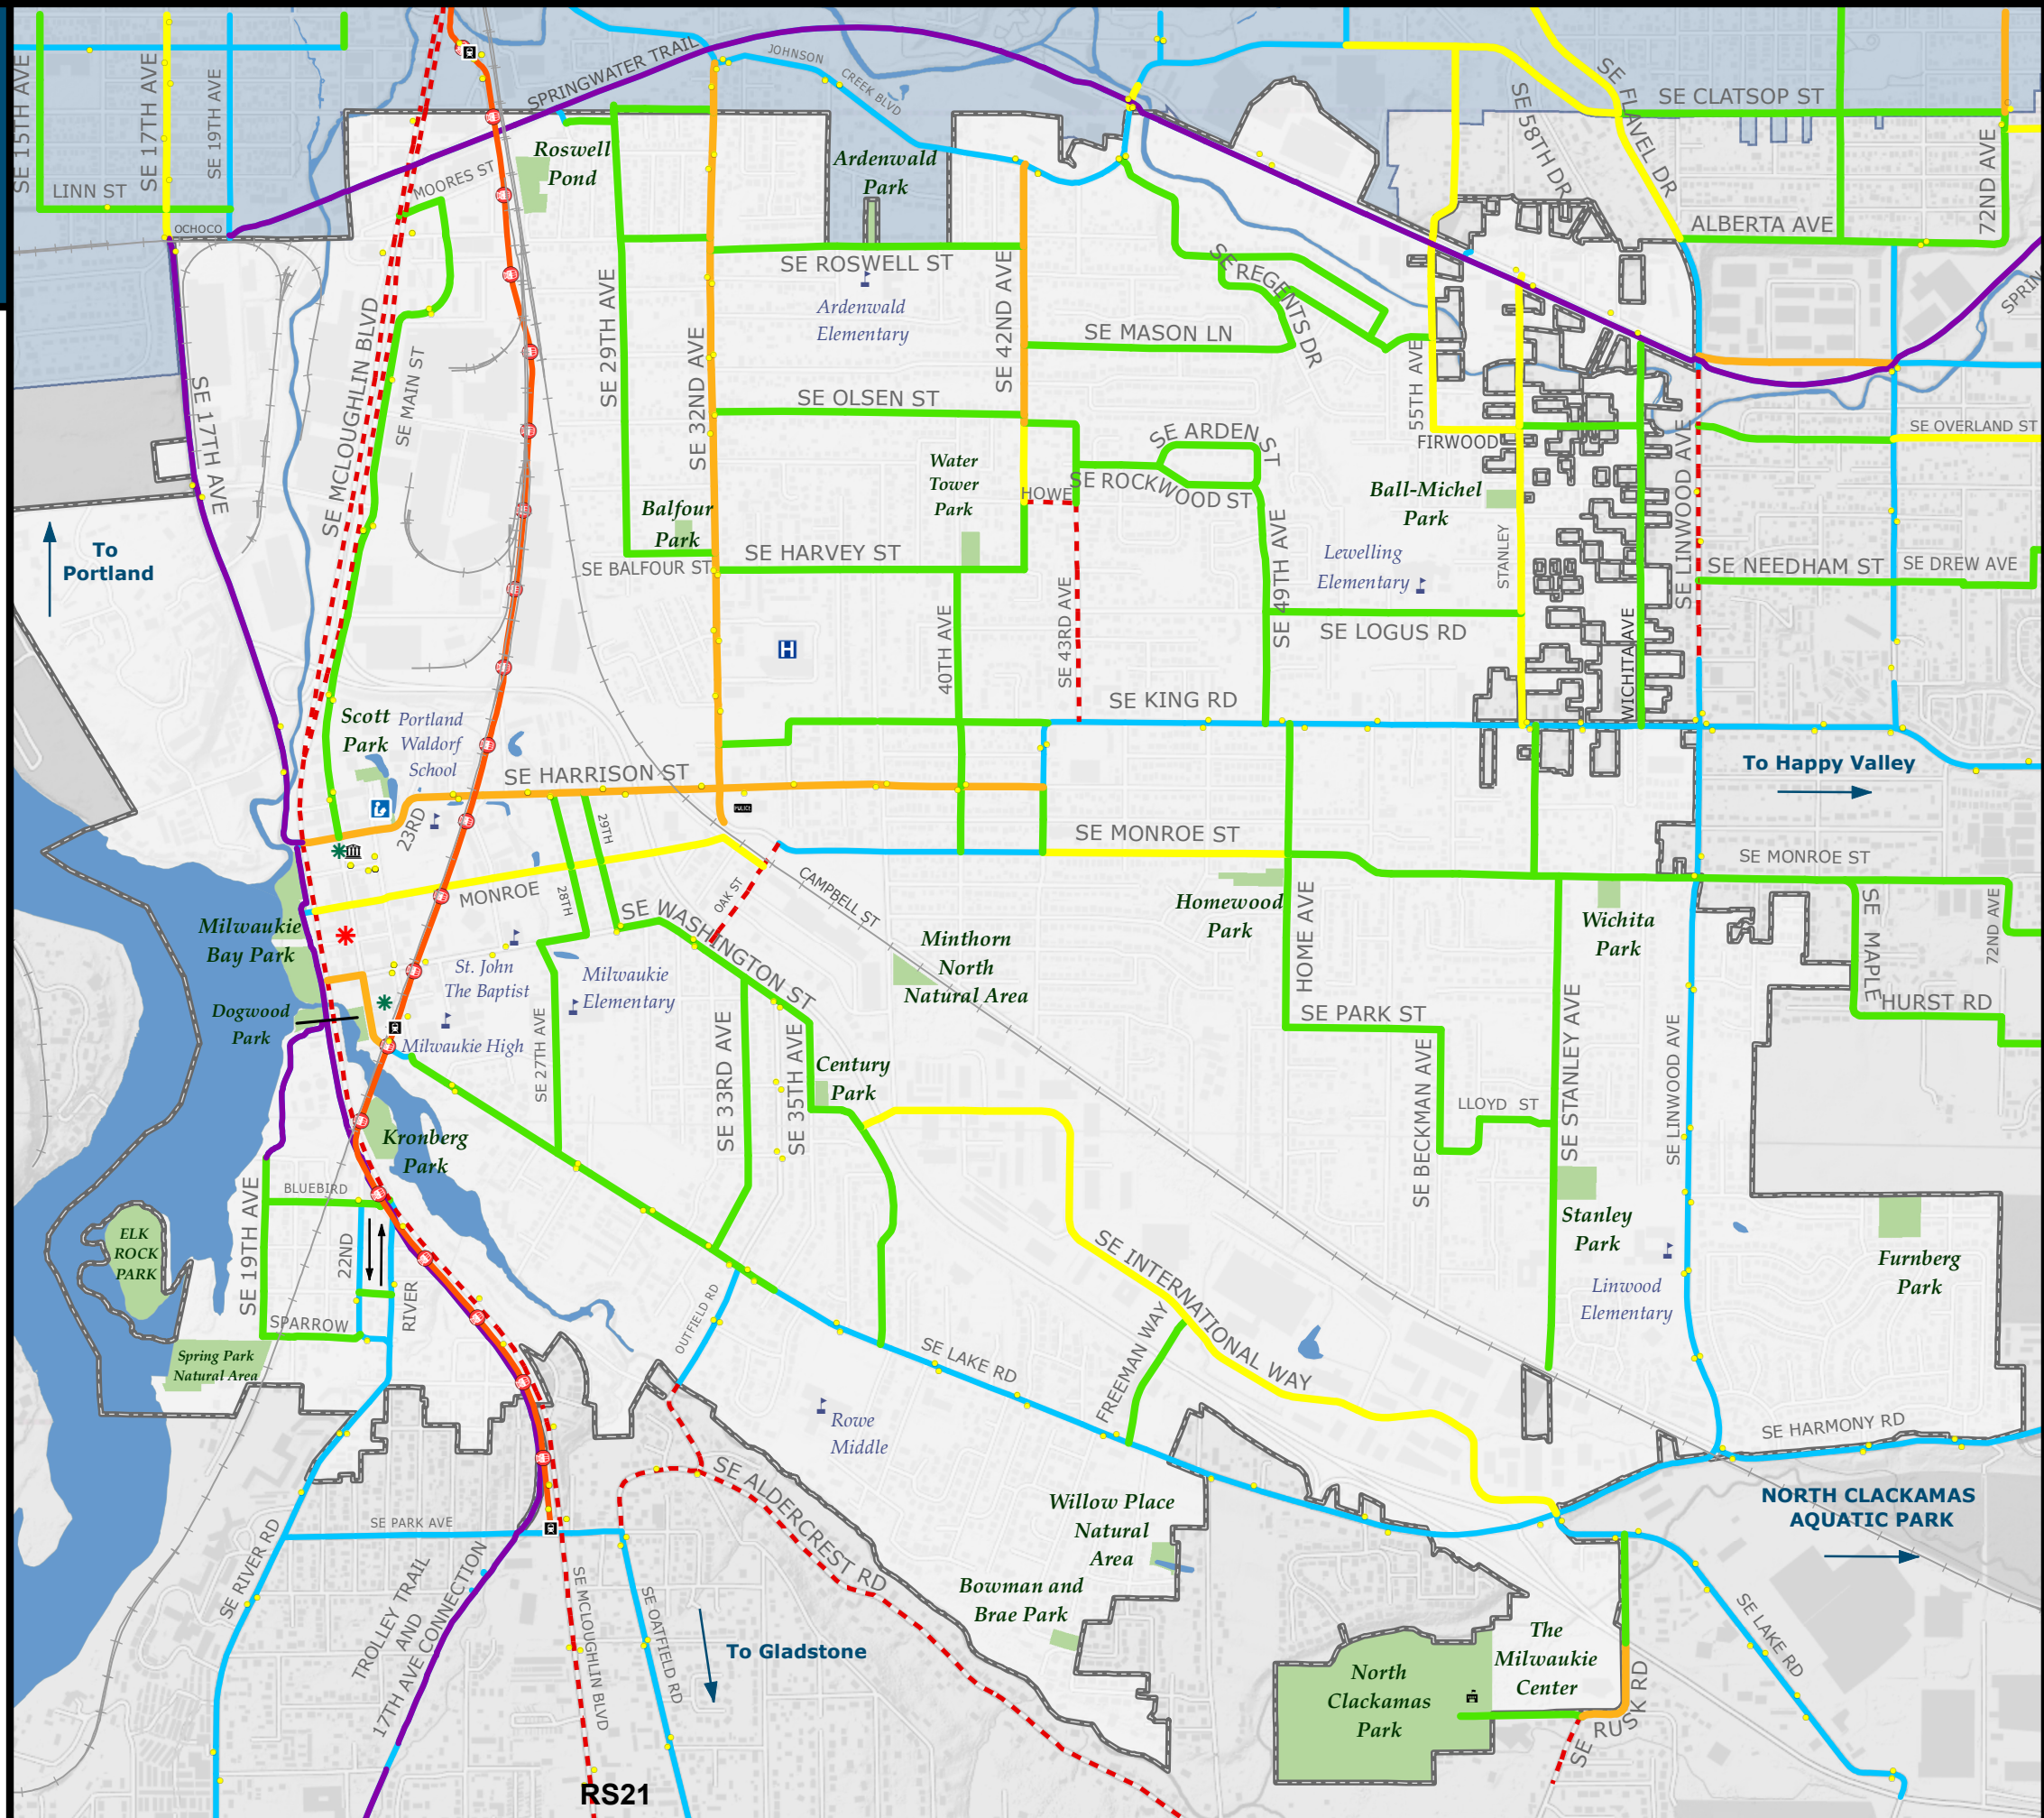 SE 15TH AVE
SE 17TH AVE
SE 19TH AVE
LINN ST
OCHOCO
SPRINGWATER TRAIL
JOHNSON
CREEK BLVD
SE CLATSOP ST
SE FLAVEL DR
SE 58TH DR
72ND AVE
ALBERTA AVE
MOORES ST
Roswell
Pond
Ardenwald
Park
SE ROSWELL ST
Ardenwald
Elementary
SE REGENTS DR
SE MASON LN
SPRIN
SE 17TH AVE
SE MCLOUGHLIN BLVD
SE MAIN ST
SE 29TH AVE
SE 32ND AVE
SE 42ND AVE
55TH AVE
FIRWOOD
SE OLSEN ST
SE ARDEN ST
SE ROCKWOOD ST
HOWE
Water
Tower
Park
SE OVERLAND ST
SE LINWOOD AVE
Ball-Michel
Park
STANLEY
Lewelling
Elementary
Balfour
Park
SE HARVEY ST
SE BALFOUR ST
To
Portland
SE NEEDHAM ST
SE DREW AVE
SE 49TH AVE
SE LOGUS RD
40TH AVE
SE 43RD AVE
WICHITA AVE
H
SE KING RD
Scott
Park
Portland
Waldorf
School
SE HARRISON ST
POLICE
To Happy Valley
23RD
29TH
28TH
MONROE
SE MONROE ST
SE MONROE ST
OAK ST
CAMPBELL ST
SE WASHINGTON ST
Homewood
Park
HOME AVE
Wichita
Park
SE MAPLE
72ND AVE
HURST RD
Milwaukie
Bay Park
Minthorn
North
Natural Area
St. John
The Baptist
Milwaukie
Elementary
Dogwood
Park
Milwaukie High
SE 27TH AVE
SE 33RD AVE
SE 35TH AVE
Century
Park
SE PARK ST
SE BECKMAN AVE
LLOYD ST
SE STANLEY AVE
SE LINWOOD AVE
Kronberg
Park
BLUEBIRD
SE 19TH AVE
22ND
RIVER
SPARROW
ELK
ROCK
PARK
Spring Park
Natural Area
Stanley
Park
Linwood
Elementary
Furnberg
Park
SE INTERNATIONAL WAY
OUTFIELD RD
SE LAKE RD
FREEMAN WAY
Rowe
Middle
SE HARMONY RD
NORTH CLACKAMAS
AQUATIC PARK
SE ALDERCREST RD
Willow Place
Natural
Area
Bowman and
Brae Park
SE PARK AVE
SE RIVER RD
TROLLEY TRAIL
AND
17TH AVE CONNECTION
SE MCLOUGHLIN BLVD
SE OATFIELD RD
To Gladstone
North
Clackamas
Park
The
Milwaukie
Center
SE RUSK RD
SE LAKE RD
RS21